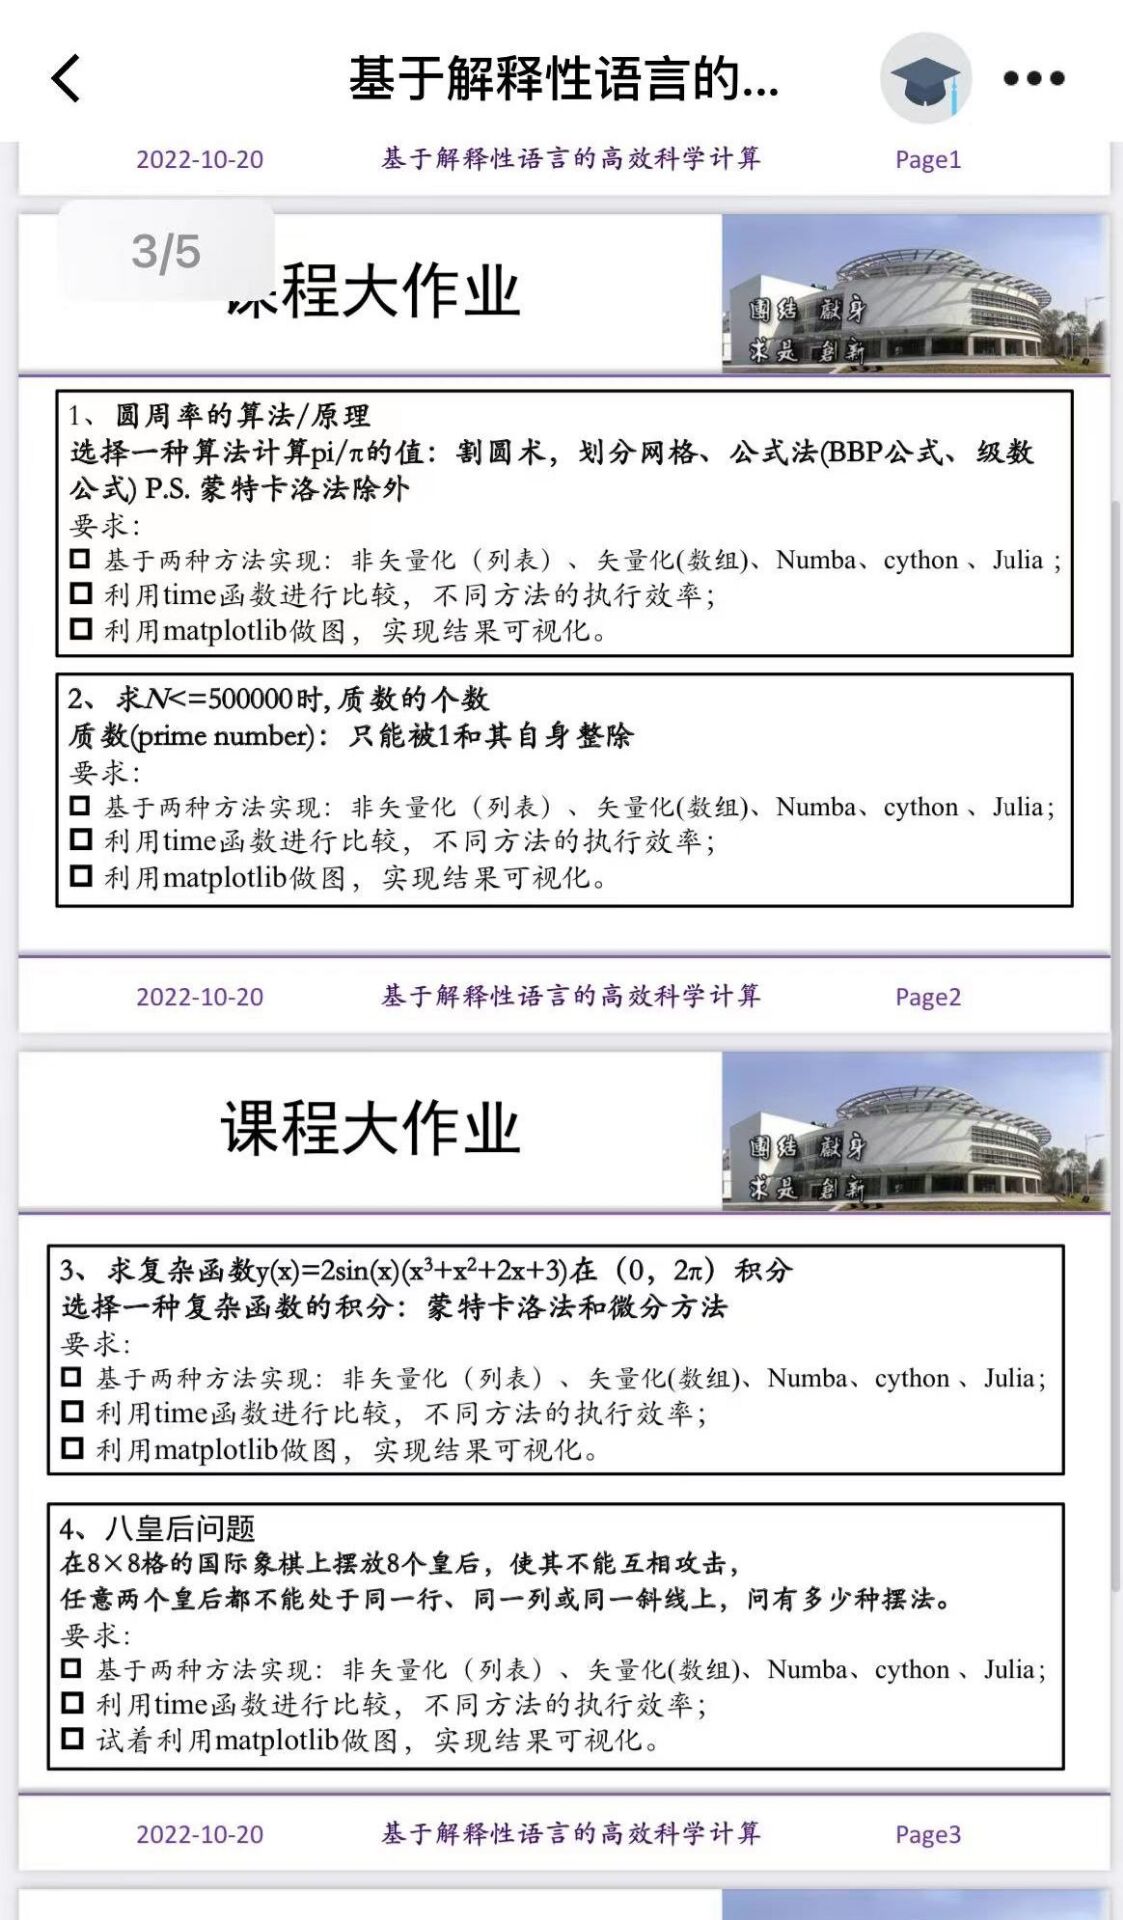 基于解释性语言的...
2022-10-20 基于解释性语言的高效科学计算 Page1
3/5
课程大作业
團结 献身
求是 創新
1、圆周率的算法/原理
选择一种算法计算pi/π的值：割圆术，划分网格、公式法(BBP公式、级数
公式) P.S. 蒙特卡洛法除外
要求：
基于两种方法实现：非矢量化（列表）、矢量化(数组)、Numba、cython 、Julia ;
利用time函数进行比较，不同方法的执行效率；
利用matplotlib做图，实现结果可视化。
2、求N<=500000时, 质数的个数
质数(prime number)：只能被1和其自身整除
要求：
基于两种方法实现：非矢量化（列表）、矢量化(数组)、Numba、cython 、Julia；
利用time函数进行比较，不同方法的执行效率；
利用matplotlib做图，实现结果可视化。
2022-10-20 基于解释性语言的高效科学计算 Page2
课程大作业
團结 献身
求是 創新
3、求复杂函数y(x)=2sin(x)(x³+x²+2x+3)在（0，2π）积分
选择一种复杂函数的积分：蒙特卡洛法和微分方法
要求：
基于两种方法实现：非矢量化（列表）、矢量化(数组)、Numba、cython 、Julia；
利用time函数进行比较，不同方法的执行效率；
利用matplotlib做图，实现结果可视化。
4、八皇后问题
在8×8格的国际象棋上摆放8个皇后，使其不能互相攻击，
任意两个皇后都不能处于同一行、同一列或同一斜线上，问有多少种摆法。
要求：
基于两种方法实现：非矢量化（列表）、矢量化(数组)、Numba、cython 、Julia；
利用time函数进行比较，不同方法的执行效率；
试着利用matplotlib做图，实现结果可视化。
2022-10-20 基于解释性语言的高效科学计算 Page3